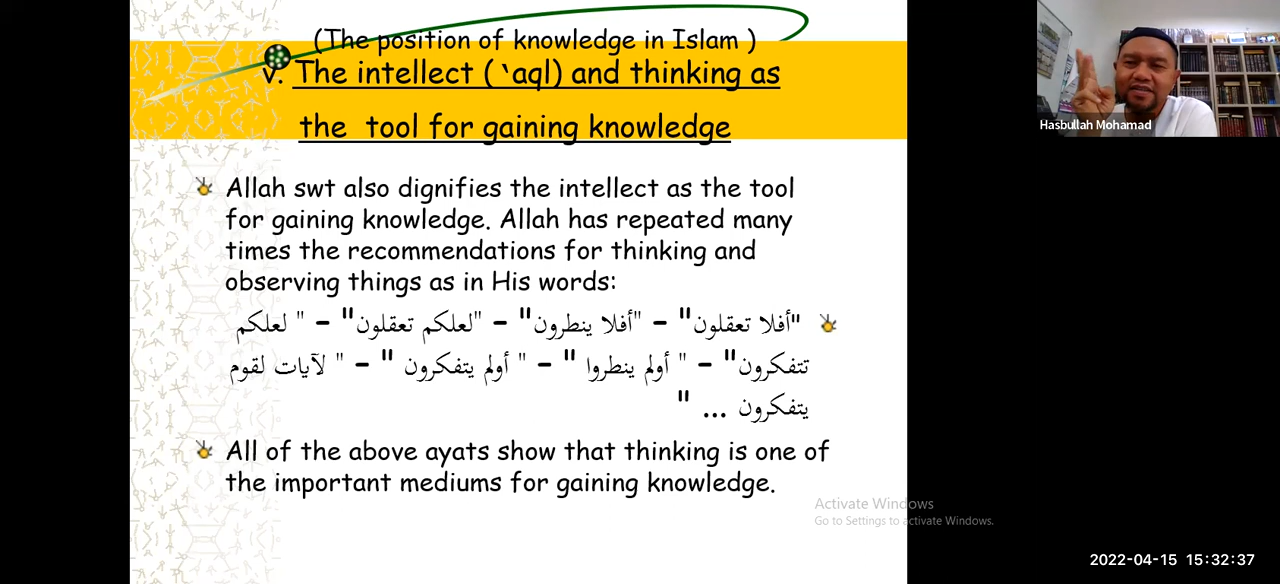 (The position of knowledge in Islam )
v. The intellect ( ‵aql) and thinking as
the tool for gaining knowledge
Allah swt also dignifies the intellect as the tool
for gaining knowledge. Allah has repeated many
times the recommendations for thinking and
observing things as in His words:
"أفلا تعقلون" – "أفلا ينطرون" – "لعلكم تعقلون" – " لعلكم
تتفكرون" – " أولم ينطروا " – " أولم يتفكرون " – " لآيات لقوم
يتفكرون ... "
All of the above ayats show that thinking is one of
the important mediums for gaining knowledge.
Hasbullah Mohamad
Activate Windows
Go to Settings to activate Windows.
2022-04-15 15:32:37